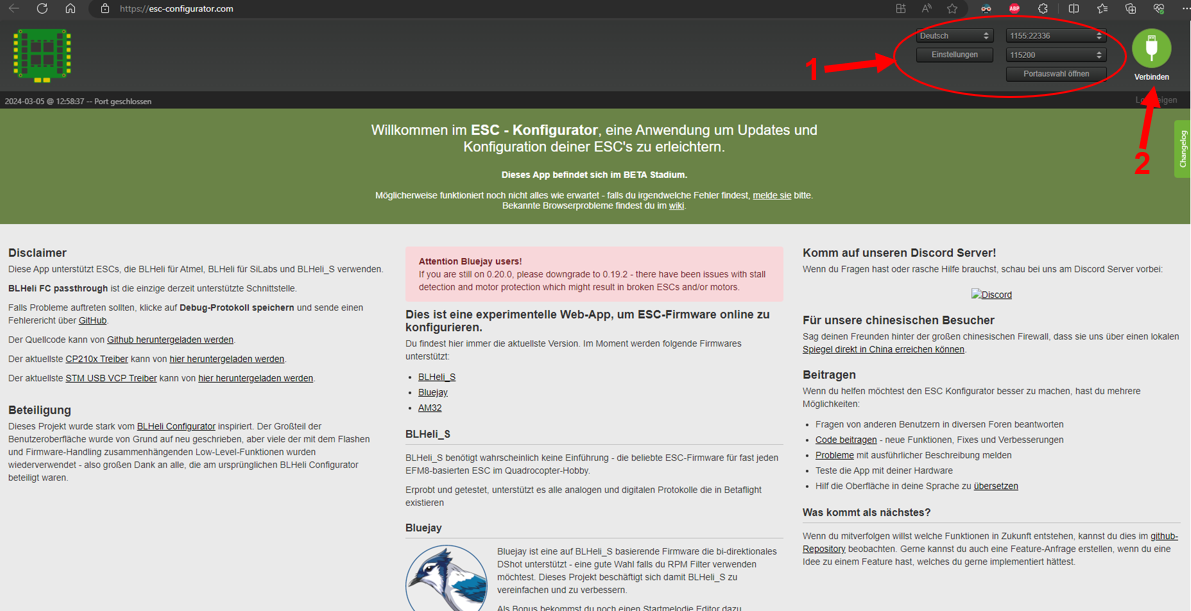 https://esc-configurator.com
Deutsch
1155:22336
Einstellungen
115200
Portauswahl öffnen
Verbinden
1
2
2024-03-05 @ 12:58:37 -- Port geschlossen
Changelog
Willkommen im ESC - Konfigurator, eine Anwendung um Updates und
Konfiguration deiner ESC's zu erleichtern.
Dieses App befindet sich im BETA Stadium.
Möglicherweise funktioniert noch nicht alles wie erwartet - falls du irgendwelche Fehler findest, melde sie bitte.
Bekannte Browserprobleme findest du im wiki.
Disclaimer
Diese App unterstützt ESCs, die BLHeli für Atmel, BLHeli für SiLabs und BLHeli_S verwenden.
BLHeli FC passthrough ist die einzige derzeit unterstützte Schnittstelle.
Falls Probleme auftreten sollten, klicke auf Debug-Protokoll speichern und sende einen
Fehlerericht über GitHub.
Der Quellcode kann von Github heruntergeladen werden.
Der aktuellste CP210x Treiber kann von hier heruntergeladen werden.
Der aktuellste STM USB VCP Treiber kann von hier heruntergeladen werden.
Beteiligung
Dieses Projekt wurde stark vom BLHeli Configurator inspiriert. Der Großteil der
Benutzeroberfläche wurde von Grund auf neu geschrieben, aber viele der mit dem Flashen
und Firmware-Handling zusammenhängenden Low-Level-Funktionen wurden
wiederverwendet - also großen Dank an alle, die am ursprünglichen BLHeli Configurator
beteiligt waren.
Attention Bluejay users!
If you are still on 0.20.0, please downgrade to 0.19.2 - there have been issues with stall
detection and motor protection which might result in broken ESCs and/or motors.
Dies ist eine experimentelle Web-App, um ESC-Firmware online zu
konfigurieren.
Du findest hier immer die aktuellste Version. Im Moment werden folgende Firmwares
unterstützt:
BLHeli_S
Bluejay
AM32
BLHeli_S
BLHeli_S benötigt wahrscheinlich keine Einführung - die beliebte ESC-Firmware für fast jeden
EFM8-basierten ESC im Quadrocopter-Hobby.
Erprobt und getestet, unterstützt es alle analogen und digitalen Protokolle die in Betaflight
existieren
Bluejay
Bluejay ist eine auf BLHeli_S basierende Firmware die bi-direktionales
DShot unterstützt - eine gute Wahl falls du RPM Filter verwenden
möchtest. Dieses Projekt beschäftigt sich damit BLHeli_S zu
vereinfachen und zu verbessern.
Als Bonus bekommst du noch einen Startmelodie Editor dazu
Komm auf unseren Discord Server!
Wenn du Fragen hast oder rasche Hilfe brauchst, schau bei uns am Discord Server vorbei:
Discord
Für unsere chinesischen Besucher
Sag deinen Freunden hinter der großen chinesischen Firewall, dass sie uns über einen lokalen
Spiegel direkt in China erreichen können.
Beitragen
Wenn du helfen möchtest den ESC Konfigurator besser zu machen, hast du mehrere
Möglichkeiten:
Fragen von anderen Benutzern in diversen Foren beantworten
Code beitragen - neue Funktionen, Fixes und Verbesserungen
Probleme mit ausführlicher Beschreibung melden
Teste die App mit deiner Hardware
Hilf die Oberfläche in deine Sprache zu übersetzen
Was kommt als nächstes?
Wenn du mitverfolgen willst welche Funktionen in Zukunft entstehen, kannst du dies im github-
Repository beobachten. Gerne kannst du auch eine Feature-Anfrage erstellen, wenn du eine
Idee zu einem Feature hast, welches du gerne implementiert hättest.